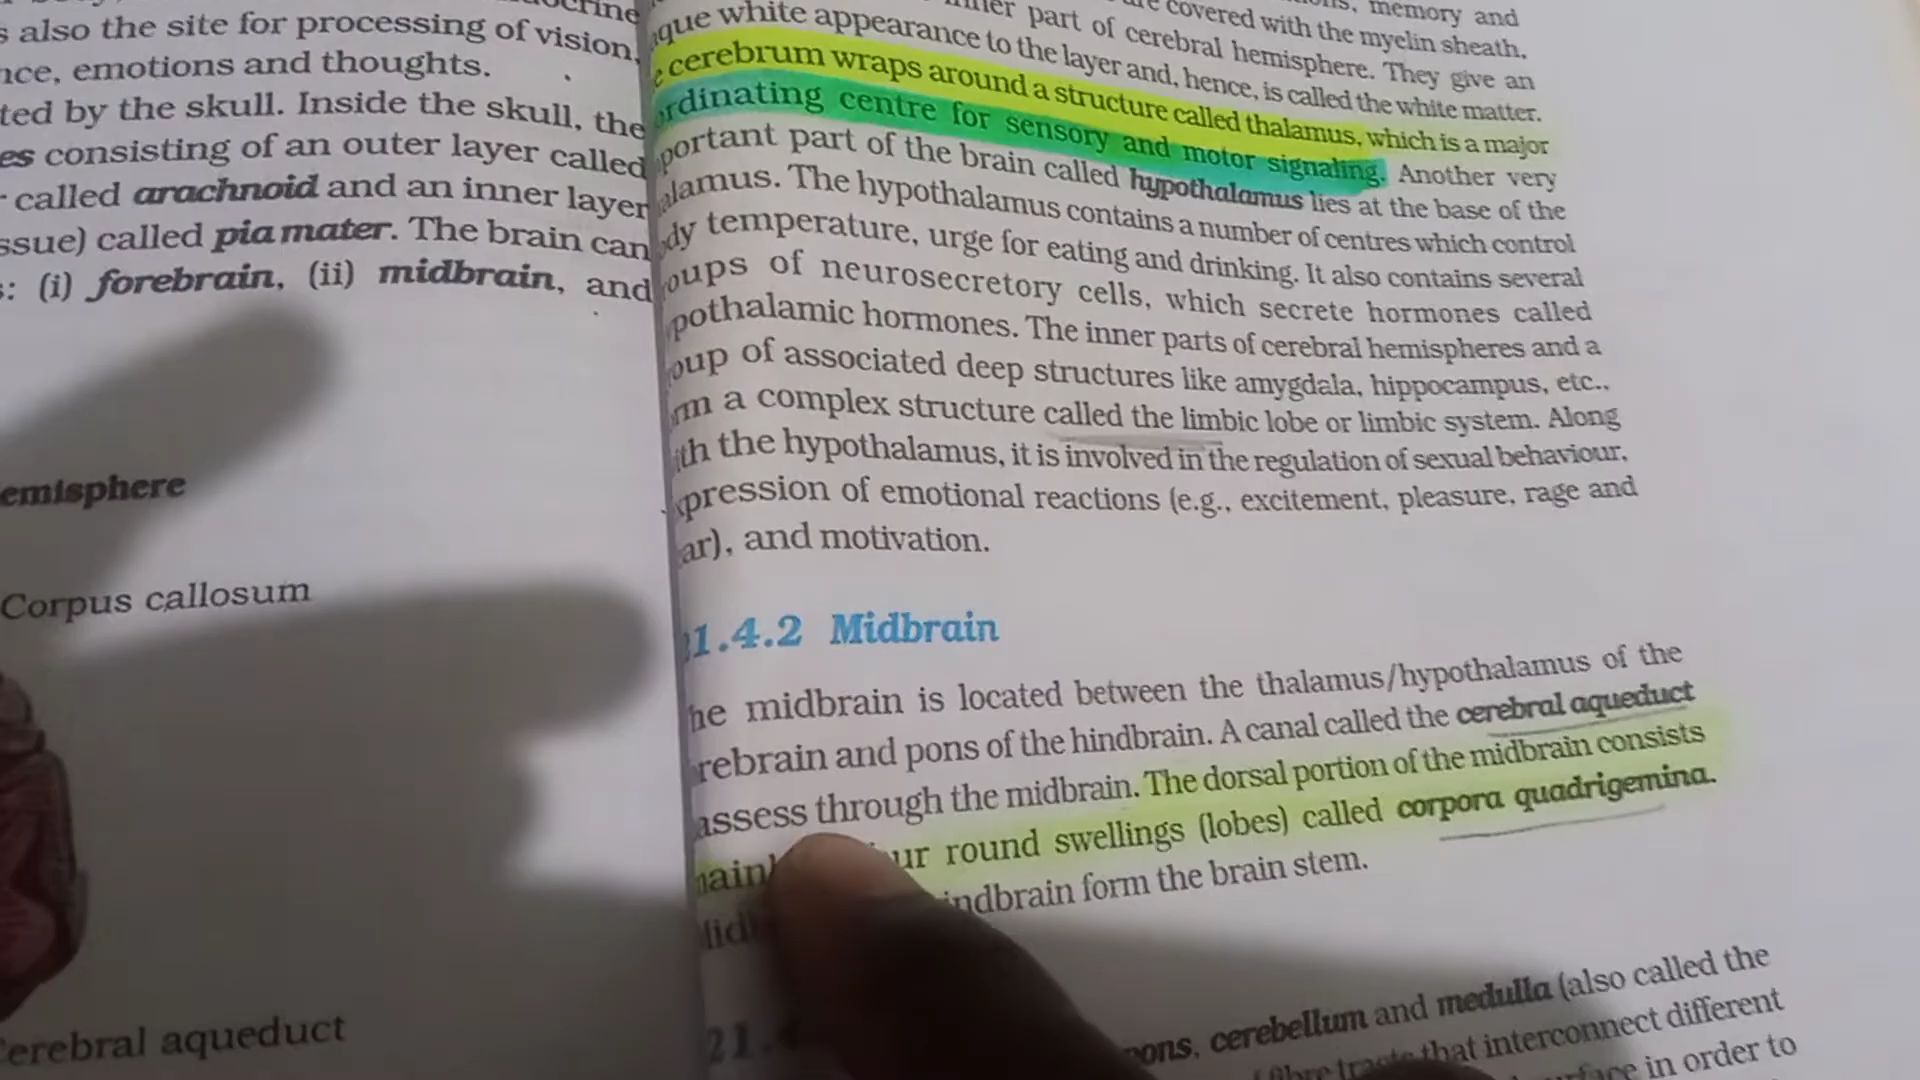 s also the site for processing of vision,
nce, emotions and thoughts.
ted by the skull. Inside the skull, the
es consisting of an outer layer called
called arachnoid and an inner layer
ssue) called pia mater. The brain can
s: (i) forebrain, (ii) midbrain, and
emisphere
Corpus callosum
Cerebral aqueduct
memory and
are covered with the myelin sheath.
inner part of cerebral hemisphere. They give an
que white appearance to the layer and, hence, is called the white matter.
e cerebrum wraps around a structure called thalamus, which is a major
rdinating centre for sensory and motor signaling. Another very
portant part of the brain called hypothalamus lies at the base of the
alamus. The hypothalamus contains a number of centres which control
dy temperature, urge for eating and drinking. It also contains several
oups of neurosecretory cells, which secrete hormones called
pothalamic hormones. The inner parts of cerebral hemispheres and a
oup of associated deep structures like amygdala, hippocampus, etc.,
rm a complex structure called the limbic lobe or limbic system. Along
ith the hypothalamus, it is involved in the regulation of sexual behaviour,
xpression of emotional reactions (e.g., excitement, pleasure, rage and
ar), and motivation.
21.4.2 Midbrain
he midbrain is located between the thalamus/hypothalamus of the
rebrain and pons of the hindbrain. A canal called the cerebral aqueduct
assess through the midbrain. The dorsal portion of the midbrain consists
ur round swellings (lobes) called corpora quadrigemina.
indbrain form the brain stem.
21.4
pons, cerebellum and medulla (also called the
fibre tracts that interconnect different
in order to